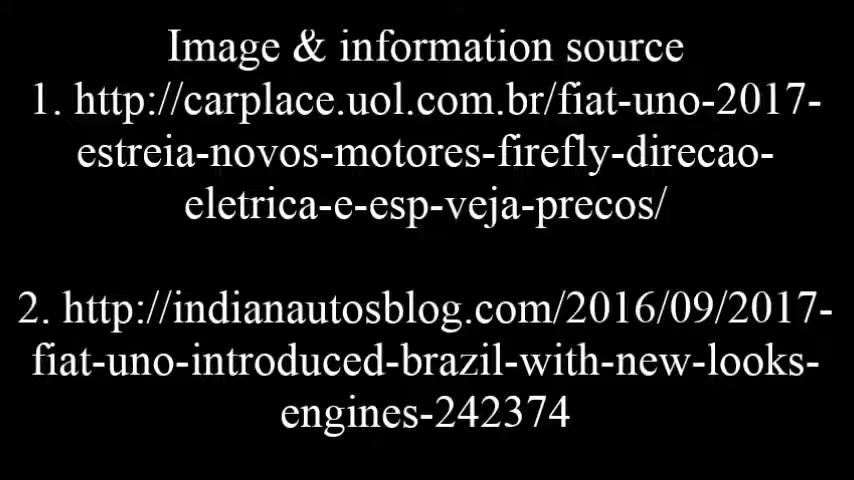 Image & information source
1. http://carplace.uol.com.br/fiat-uno-2017-
estreia-novos-motores-firefly-direcao-
eletrica-e-esp-veja-precos/
2. http://indianautosblog.com/2016/09/2017-
fiat-uno-introduced-brazil-with-new-looks-
engines-242374